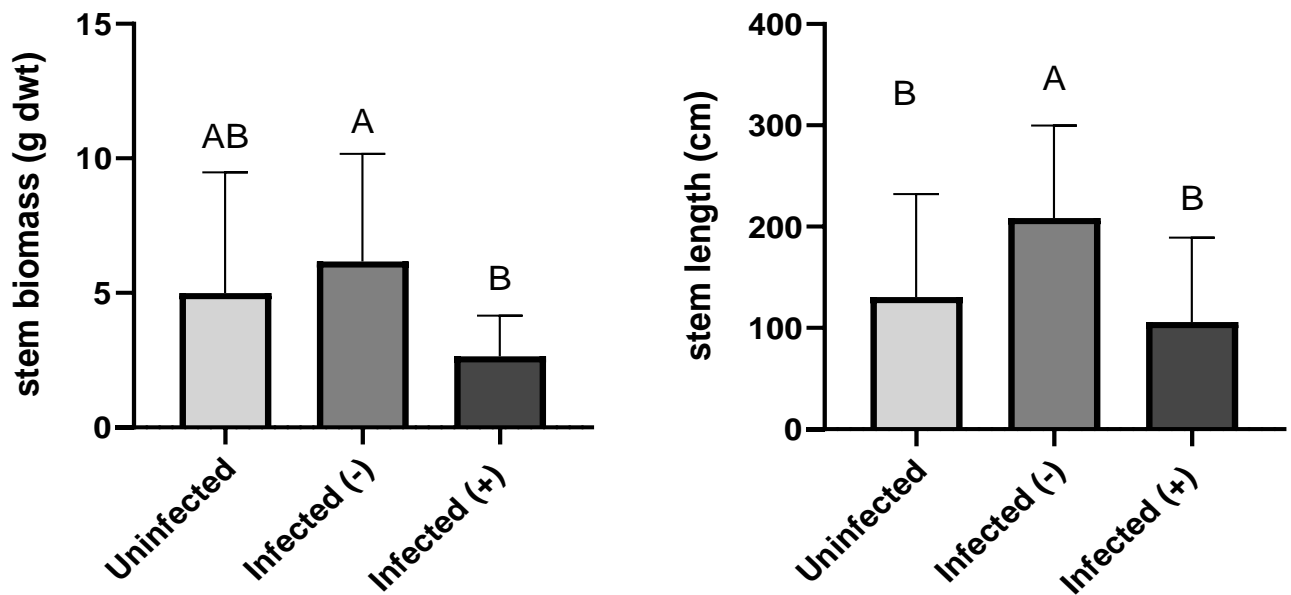 stem biomass (g dwt)
15
10
5
0
AB
A
B
Uninfected
Infected (-)
Infected (+)
stem length (cm)
400
300
200
100
0
B
A
B
Uninfected
Infected (-)
Infected (+)